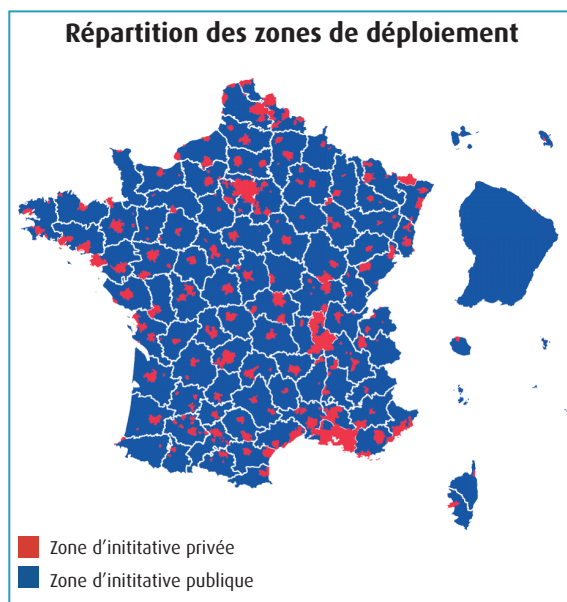 Répartition des zones de déploiement
Zone d'inititative privée
Zone d'inititative publique